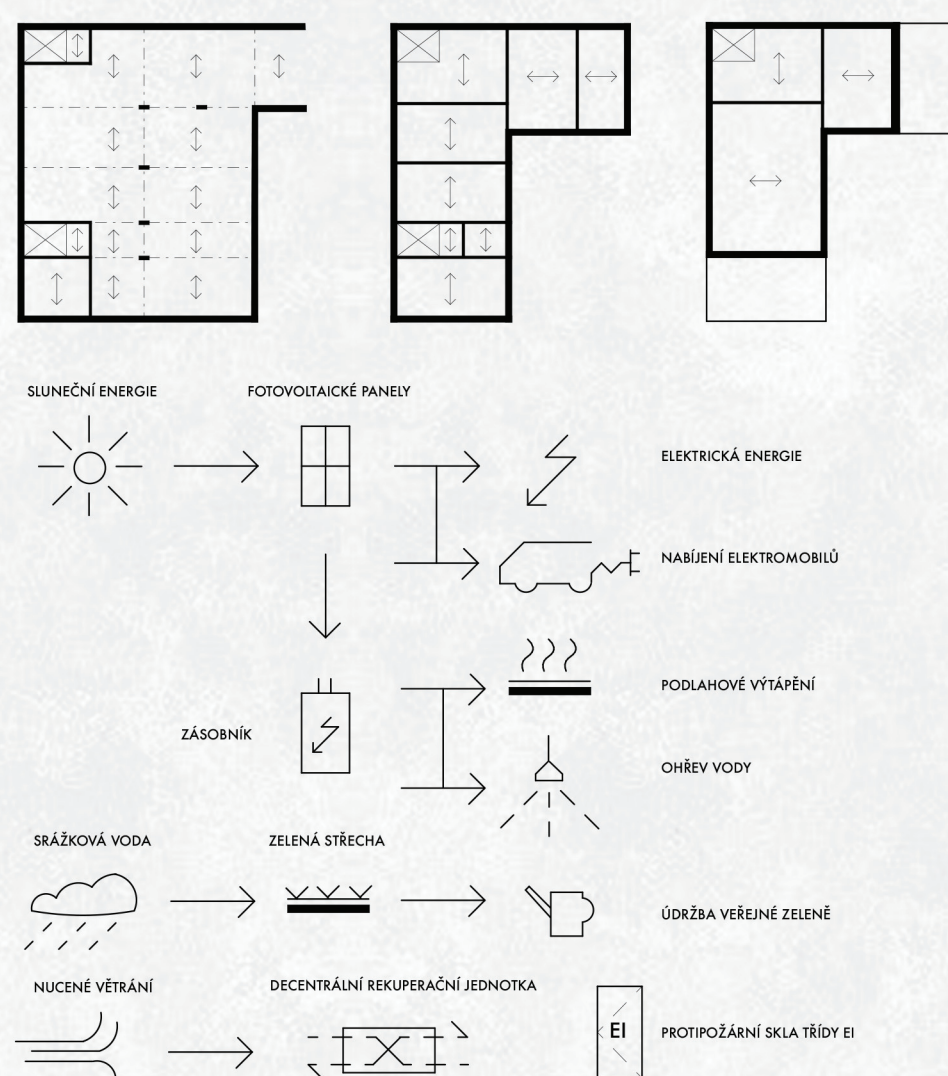 SLUNEČNÍ ENERGIE
FOTOVOLTAICKÉ PANELY
ELEKTRICKÁ ENERGIE
NABÍJENÍ ELEKTROMOBILŮ
PODLAHOVÉ VÝTÁPĚNÍ
ZÁSOBNÍK
OHŘEV VODY
SRÁŽKOVÁ VODA
ZELENÁ STŘECHA
ÚDRŽBA VEŘEJNÉ ZELENĚ
NUCENÉ VĚTRÁNÍ
DECENTRÁLNÍ REKUPERAČNÍ JEDNOTKA
EI
PROTIPOŽÁRNÍ SKLA TŘÍDY EI